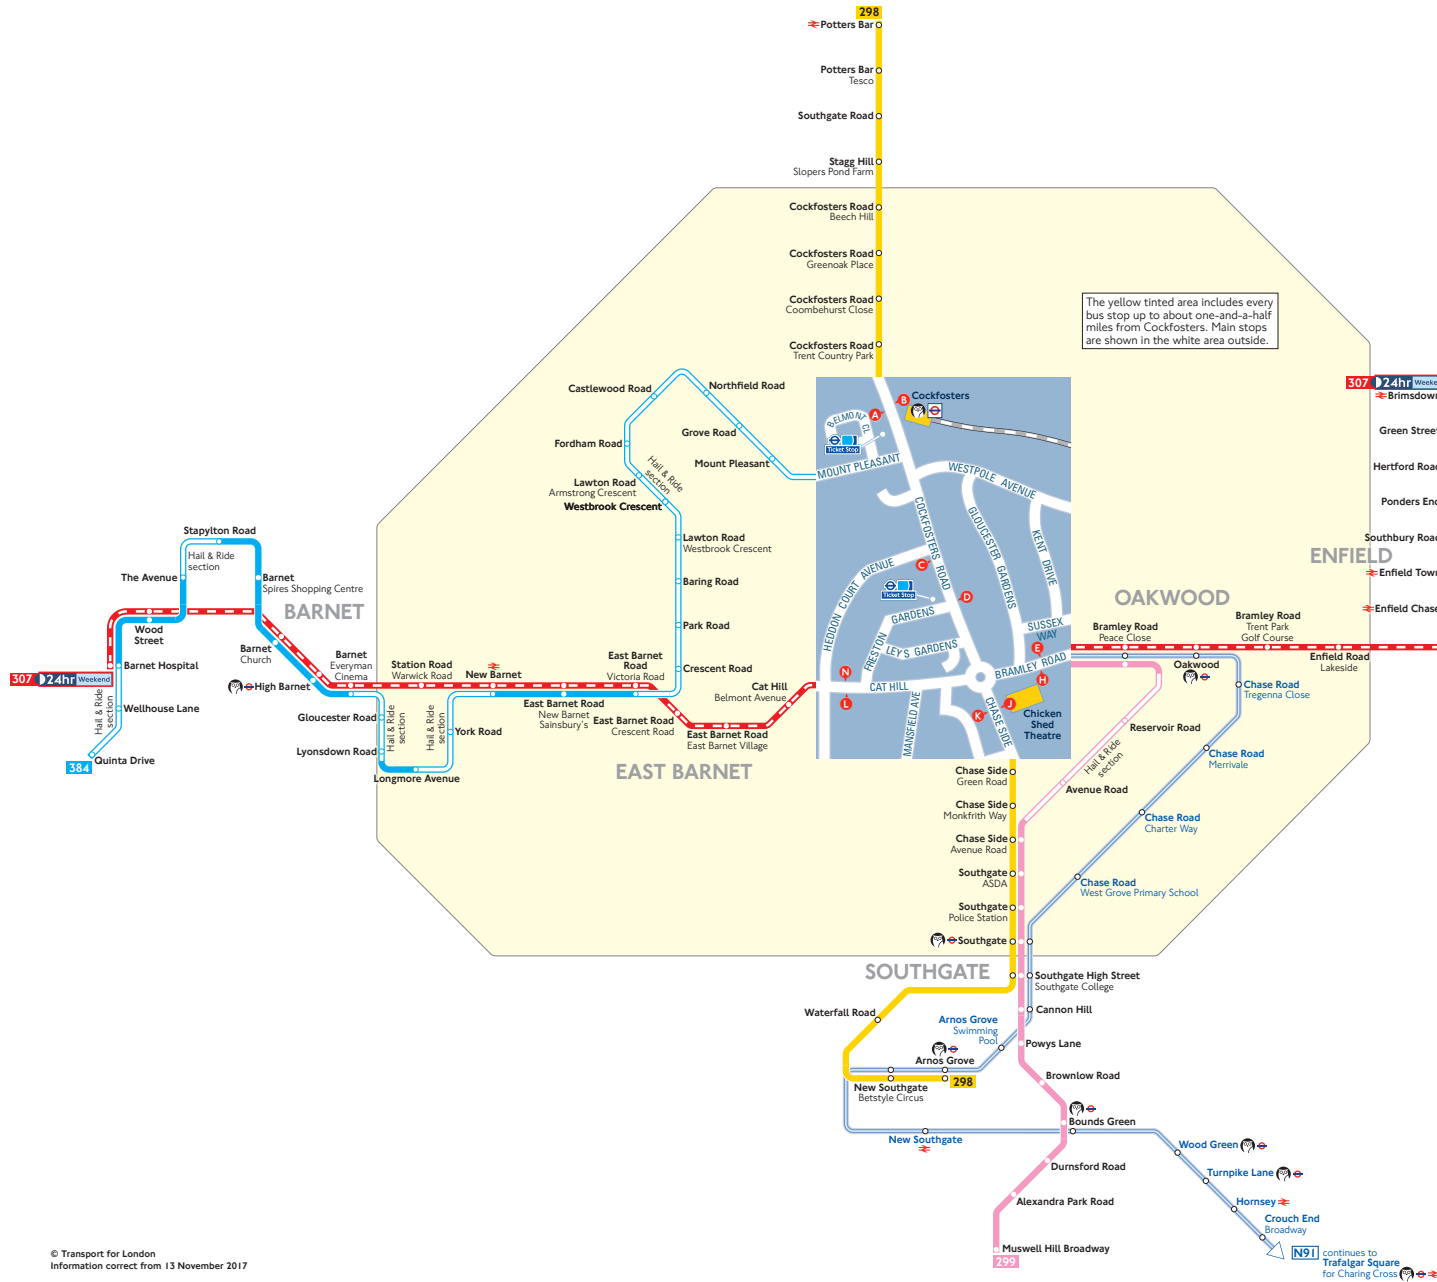 298
Potters Bar
Potters Bar
Tesco
Southgate Road
Stagg Hill
Slopers Pond Farm
Cockfosters Road
Beech Hill
Cockfosters Road
Greenoak Place
Cockfosters Road
Coombehurst Close
Cockfosters Road
Trent Country Park
The yellow tinted area includes every
bus stop up to about one-and-a-half
miles from Cockfosters. Main stops
are shown in the white area outside.
Castlewood Road
Northfield Road
Grove Road
Fordham Road
Mount Pleasant
Hail & Ride
section
Lawton Road
Armstrong Crescent
Westbrook Crescent
Lawton Road
Westbrook Crescent
Baring Road
Park Road
Crescent Road
Stapylton Road
Hail & Ride
section
The Avenue
Barnet
Spires Shopping Centre
BARNET
Wood
Street
Barnet
Church
Barnet
Everyman
Cinema
Barnet Hospital
307 24hr Weekend
High Barnet
Hail & Ride
section
Wellhouse Lane
Quinta Drive
384
Station Road
Warwick Road
New Barnet
Gloucester Road
Lyonsdown Road
Hail & Ride
section
Hail & Ride
section
York Road
Longmore Avenue
East Barnet Road
New Barnet
Sainsbury's
East Barnet
Road
Victoria Road
East Barnet Road
Crescent Road
East Barnet Road
East Barnet Village
Cat Hill
Belmont Avenue
EAST BARNET
Cockfosters
A
B
BELMONT CL
Ticket Stop
MOUNT PLEASANT
WESTPOLE AVENUE
COCKFOSTERS ROAD
GLOUCESTER GARDENS
KENT DRIVE
HEDDON COURT AVENUE
C
Ticket Stop
D
PRESTON GARDENS
LEY'S GARDENS
SUSSEX
WAY
E
BRAMLEY ROAD
H
N
L
CAT HILL
MANSFIELD AVE
CHASE SIDE
K
J
Chicken
Shed
Theatre
307 24hr Weeke
Brimsdown
Green Street
Hertford Road
Ponders End
Southbury Road
ENFIELD
Enfield Town
Enfield Chase
OAKWOOD
Bramley Road
Peace Close
Bramley Road
Trent Park
Golf Course
Enfield Road
Lakeside
Oakwood
Chase Road
Tregenna Close
Reservoir Road
Chase Road
Merrivale
Hail & Ride
section
Avenue Road
Chase Road
Charter Way
Chase Road
West Grove Primary School
Chase Side
Green Road
Chase Side
Monkfrith Way
Chase Side
Avenue Road
Southgate
ASDA
Southgate
Police Station
Southgate
SOUTHGATE
Southgate High Street
Southgate College
Waterfall Road
Cannon Hill
Arnos Grove
Swimming
Pool
Powys Lane
Arnos Grove
298
New Southgate
Betstyle Circus
Brownlow Road
Bounds Green
New Southgate
Durnsford Road
Alexandra Park Road
Muswell Hill Broadway
299
Wood Green
Turnpike Lane
Hornsey
Crouch End
Broadway
N91 continues to
Trafalgar Square
for Charing Cross
© Transport for London
Information correct from 13 November 2017